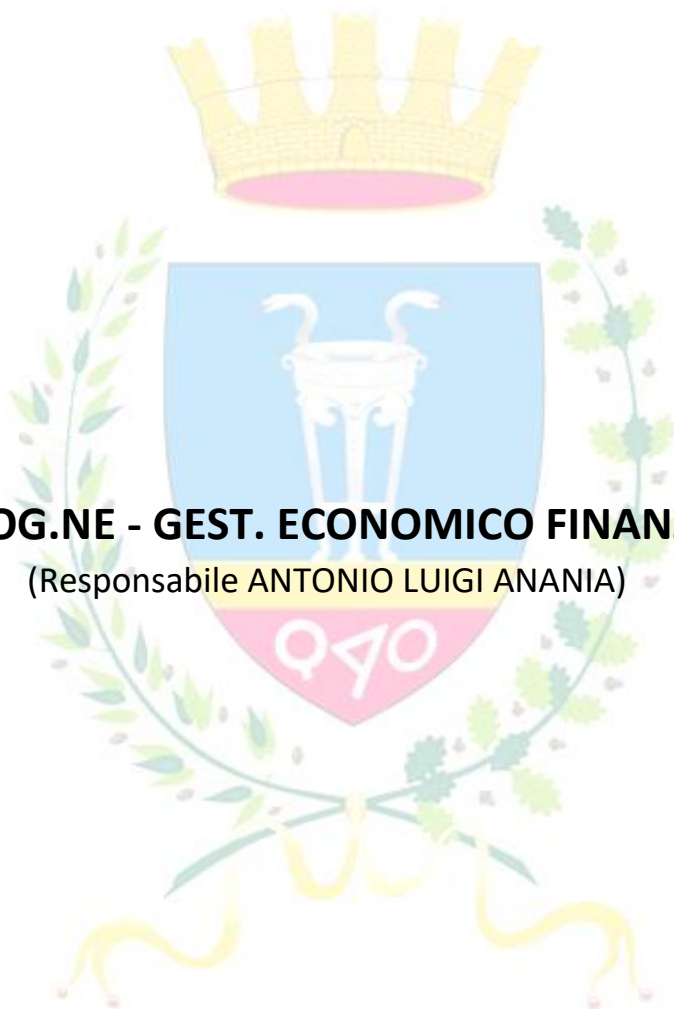 OG.NE - GEST. ECONOMICO FINAN
(Responsabile ANTONIO LUIGI ANANIA)